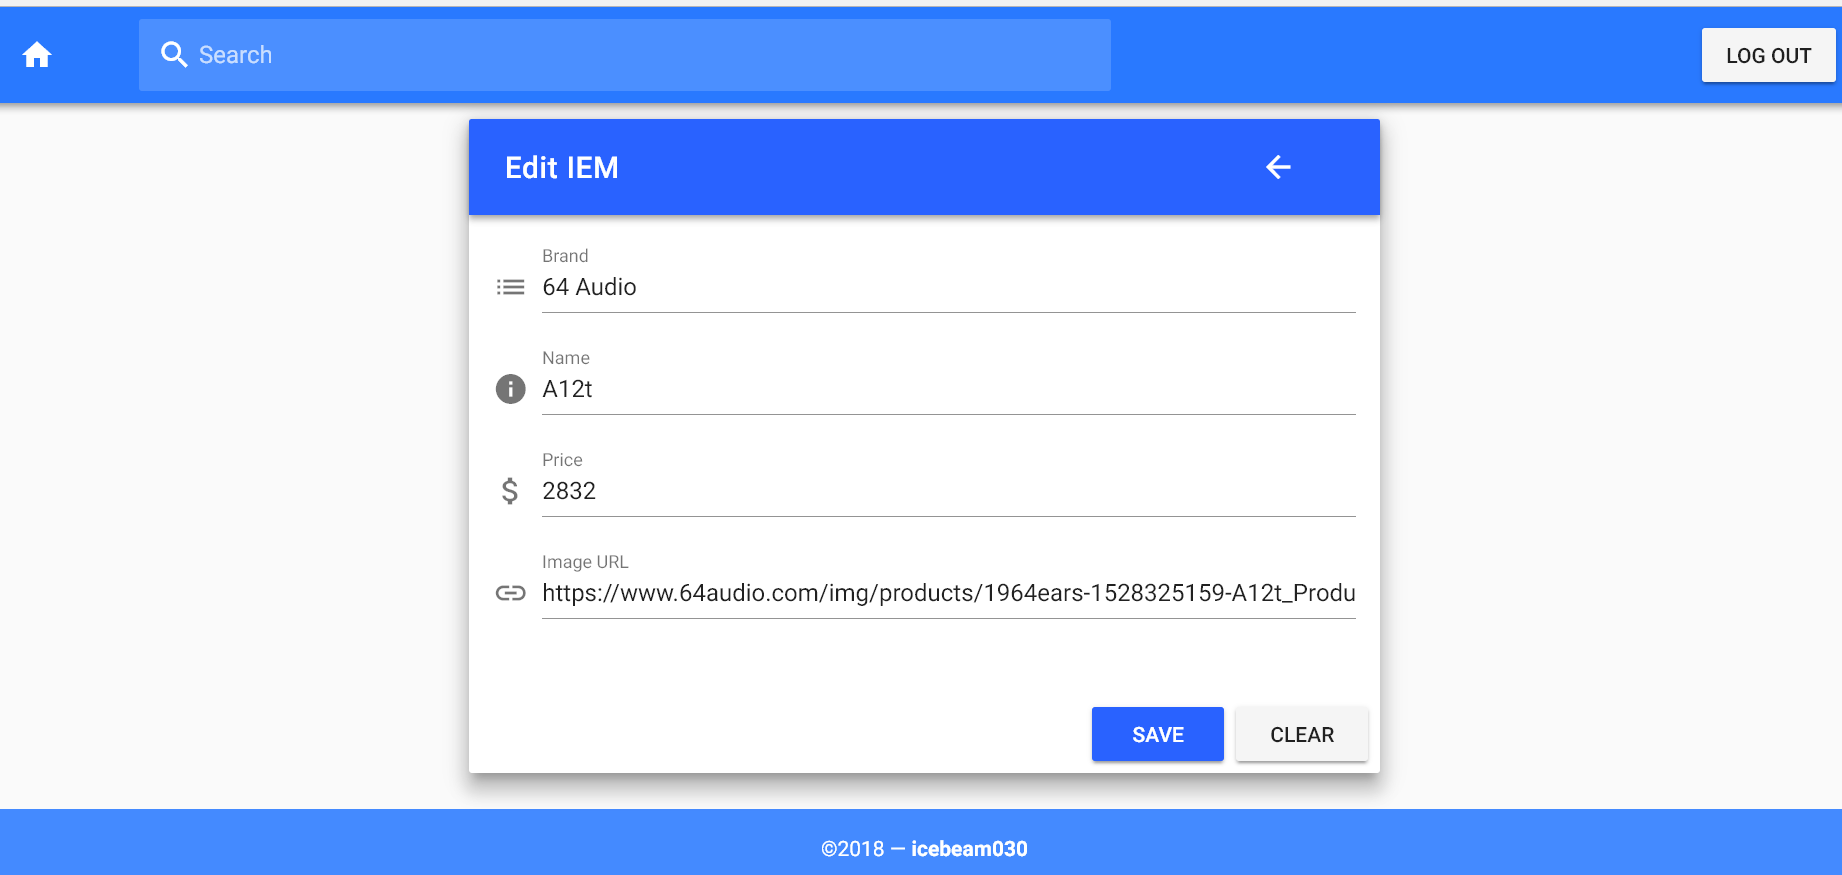 Search
LOG OUT
Edit IEM
Brand
64 Audio
Name
A12t
Price
$ 2832
Image URL
https://www.64audio.com/img/products/1964ears-1528325159-A12t_Produ
SAVE CLEAR
©2018 — icebeam030